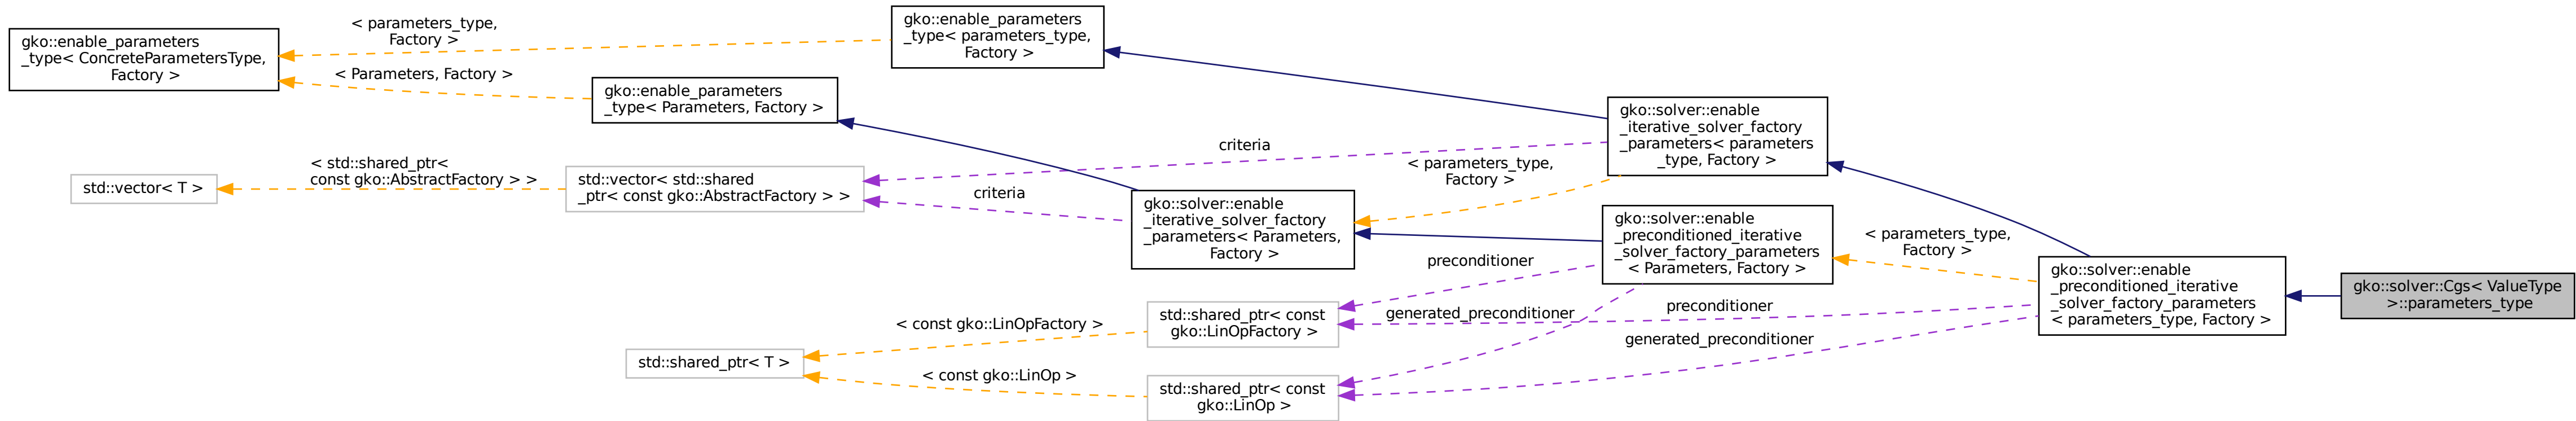 gko::enable_parameters
_type< ConcreteParametersType,
Factory >
< parameters_type,
Factory >
< Parameters, Factory >
gko::enable_parameters
_type< parameters_type,
Factory >
gko::enable_parameters
_type< Parameters, Factory >
std::vector< T >
< std::shared_ptr<
const gko::AbstractFactory > >
std::vector< std::shared
_ptr< const gko::AbstractFactory > >
criteria
criteria
< parameters_type,
Factory >
gko::solver::enable
_iterative_solver_factory
_parameters< parameters
_type, Factory >
gko::solver::enable
_iterative_solver_factory
_parameters< Parameters,
Factory >
gko::solver::enable
_preconditioned_iterative
_solver_factory_parameters
< Parameters, Factory >
< parameters_type,
Factory >
gko::solver::enable
_preconditioned_iterative
_solver_factory_parameters
< parameters_type, Factory >
gko::solver::Cgs< ValueType
>::parameters_type
preconditioner
generated_preconditioner
preconditioner
generated_preconditioner
std::shared_ptr< const
gko::LinOpFactory >
std::shared_ptr< const
gko::LinOp >
< const gko::LinOpFactory >
< const gko::LinOp >
std::shared_ptr< T >